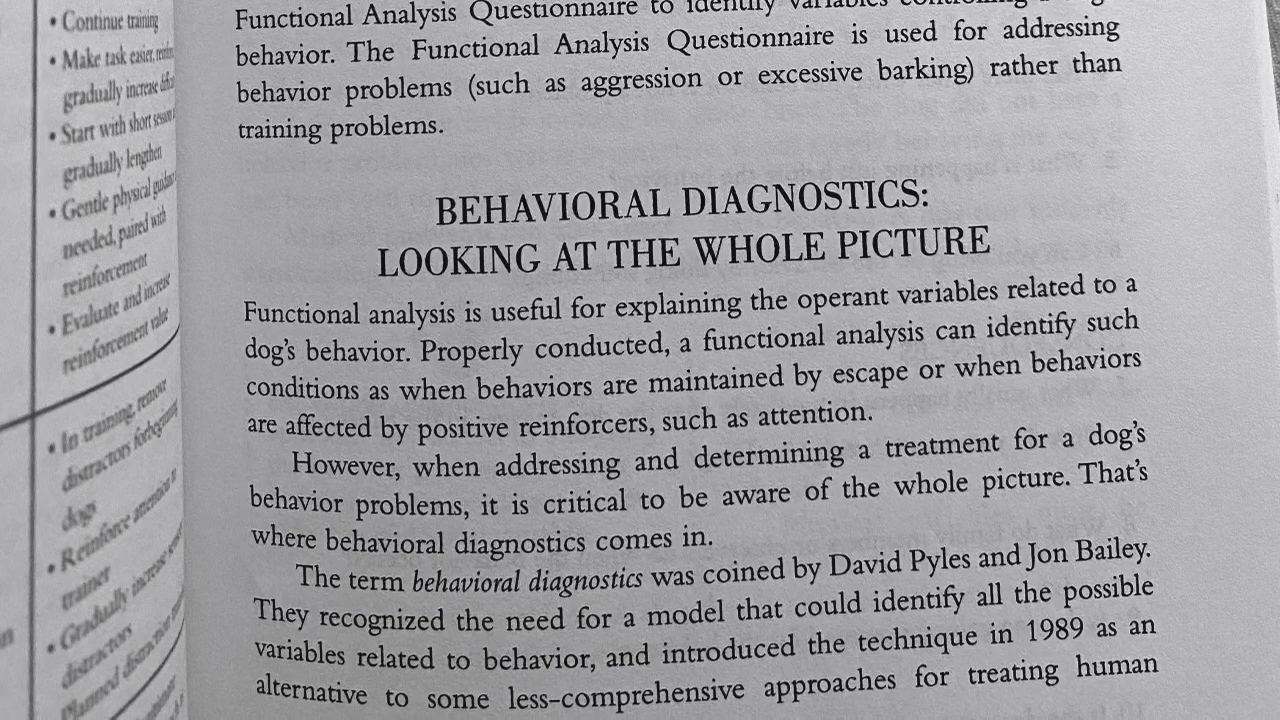 • Continue training
• Make task easier,
gradually increase
• Start with short
gradually lengthen
• Gentle physical
needed, paired with
reinforcement
• Evaluate and increase
reinforcement value
• In training, remove
distractors for
dogs
• Reinforce attention
trainer
• Gradually increase
distractors
Planned distraction
Functional Analysis Questionnaire to identify variables
behavior. The Functional Analysis Questionnaire is used for addressing
behavior problems (such as aggression or excessive barking) rather than
training problems.
BEHAVIORAL DIAGNOSTICS:
LOOKING AT THE WHOLE PICTURE
Functional analysis is useful for explaining the operant variables related to a
dog's behavior. Properly conducted, a functional analysis can identify such
conditions as when behaviors are maintained by escape or when behaviors
are affected by positive reinforcers, such as attention.
However, when addressing and determining a treatment for a dog's
behavior problems, it is critical to be aware of the whole picture. That's
where behavioral diagnostics comes in.
The term behavioral diagnostics was coined by David Pyles and Jon Bailey.
They recognized the need for a model that could identify all the possible
variables related to behavior, and introduced the technique in 1989 as an
alternative to some less-comprehensive approaches for treating human